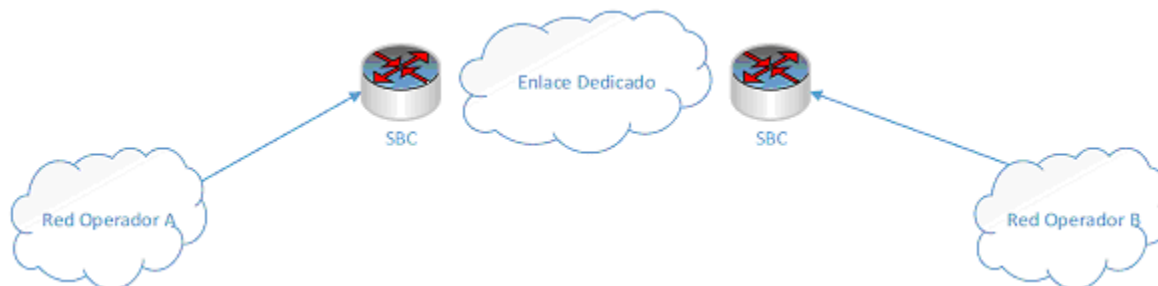 Enlace Dedicado
SBC
SBC
Red Operador A
Red Operador B